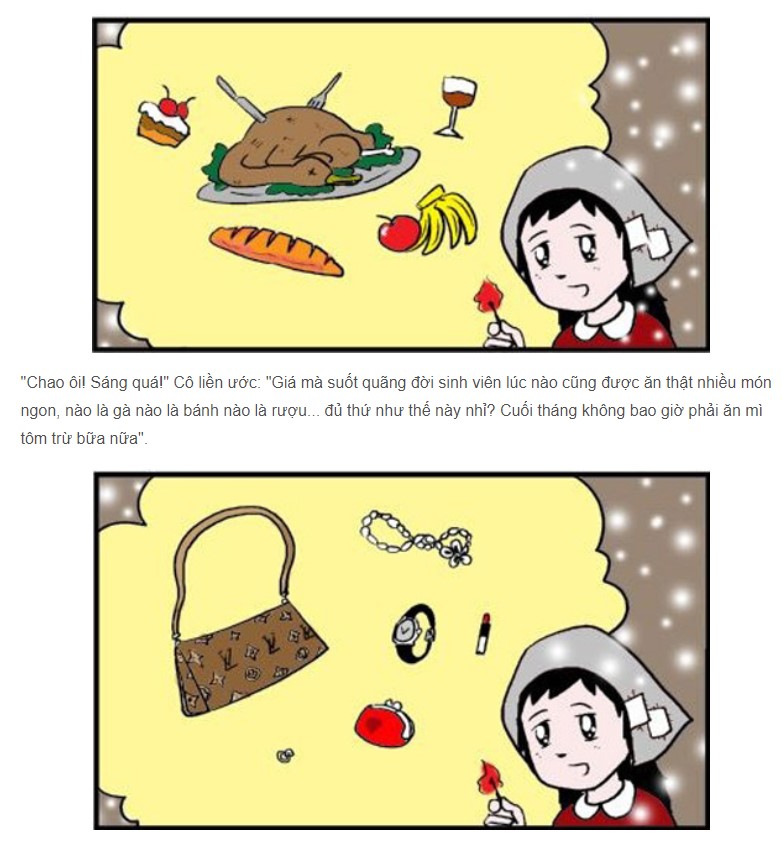 "Chao ôi! Sáng quá!" Cô liền ước: "Giá mà suốt quãng đời sinh viên lúc nào cũng được ăn thật nhiều món
ngon, nào là gà nào là bánh nào là rượu... đủ thứ như thế này nhỉ? Cuối tháng không bao giờ phải ăn mì
tôm trừ bữa nữa".